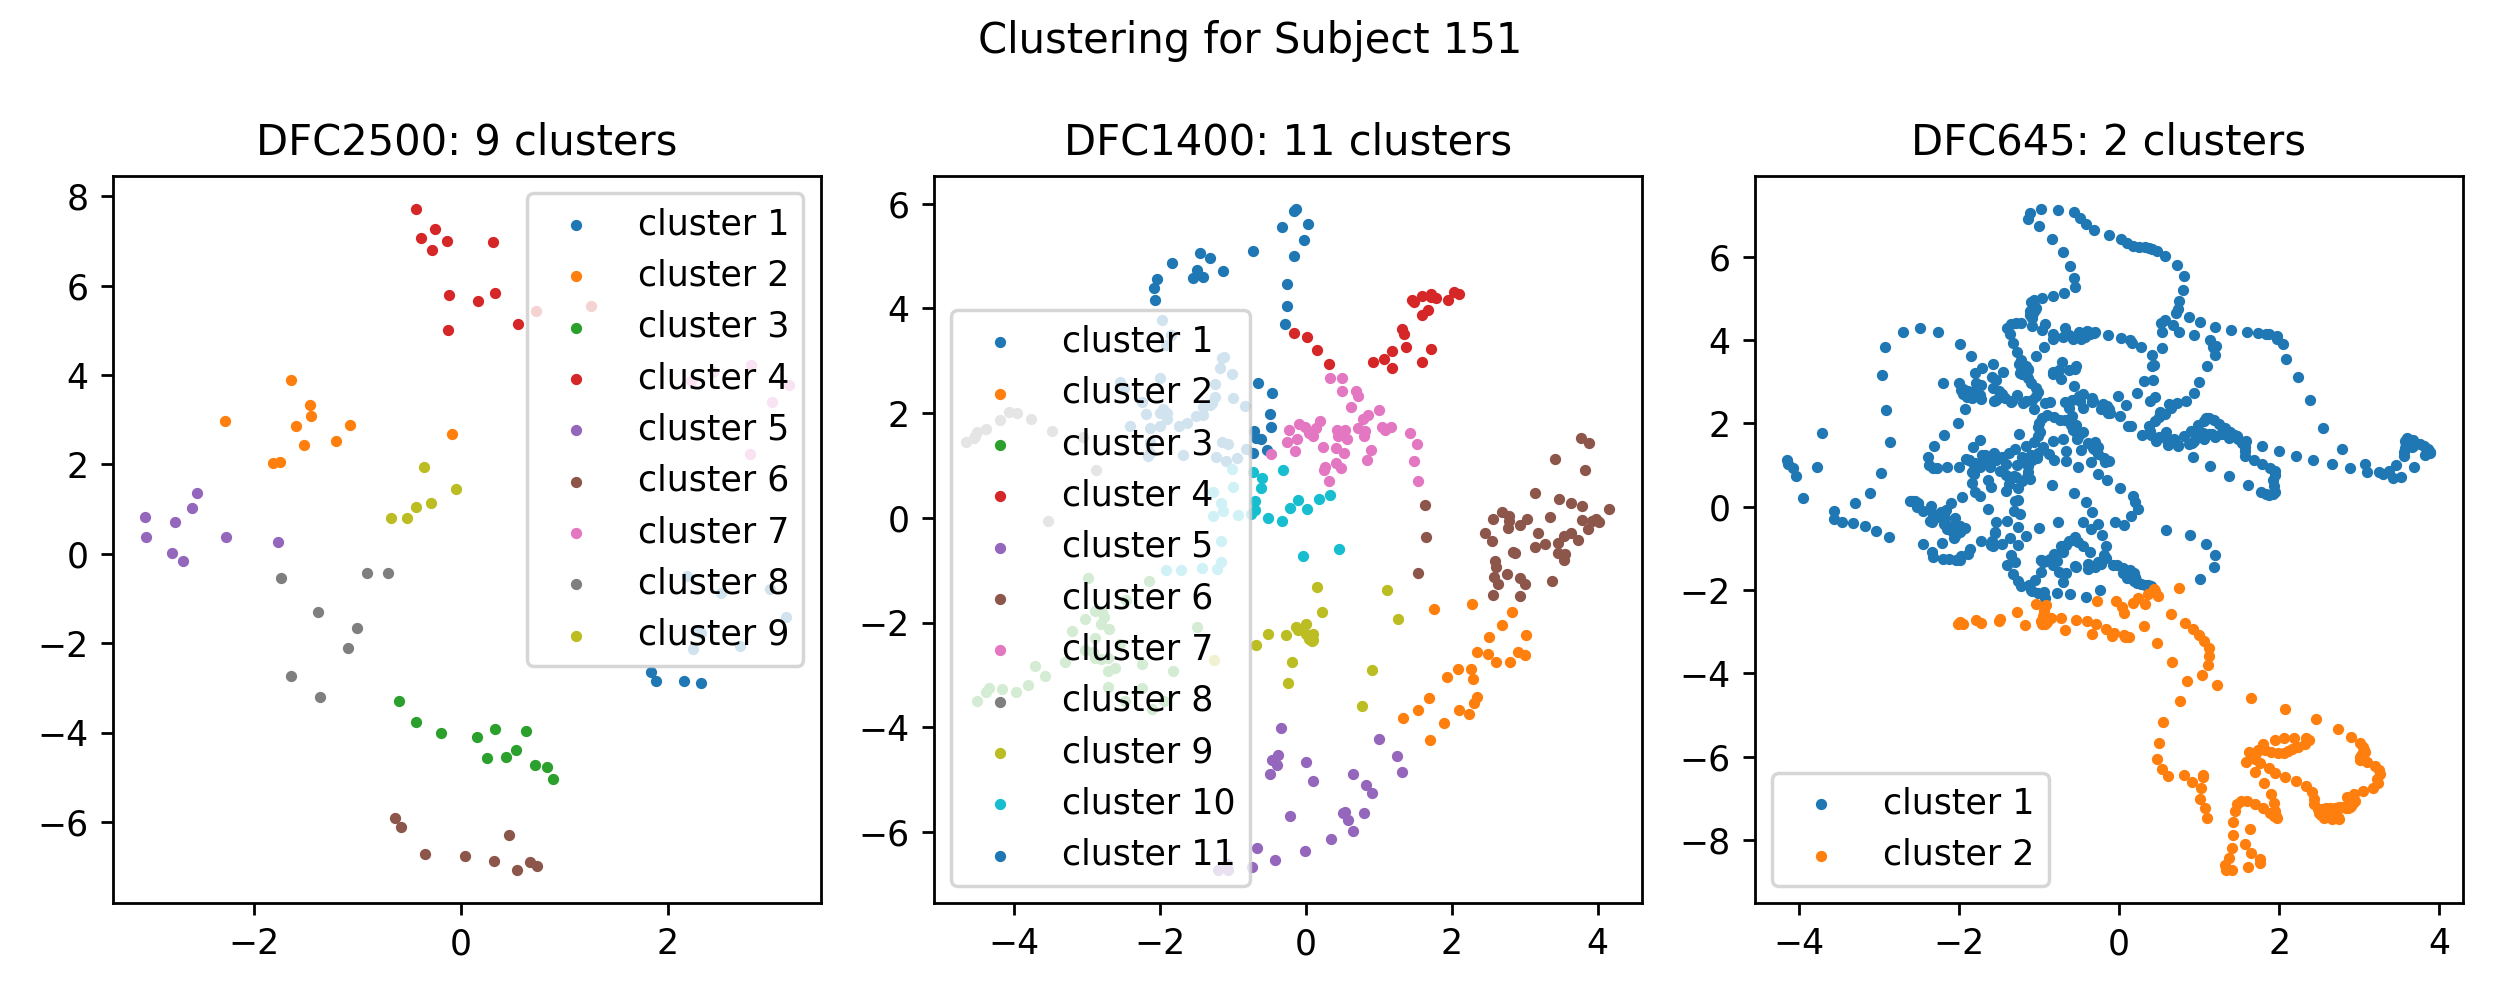 Clustering for Subject 151
DFC2500: 9 clusters
8
6
4
2
0
−2
−4
−6
−2
0
2
cluster 1
cluster 2
cluster 3
cluster 4
cluster 5
cluster 6
cluster 7
cluster 8
cluster 9
DFC1400: 11 clusters
6
4
2
0
−2
−4
−6
−4
−2
0
2
4
cluster 1
cluster 2
cluster 3
cluster 4
cluster 5
cluster 6
cluster 7
cluster 8
cluster 9
cluster 10
cluster 11
DFC645: 2 clusters
6
4
2
0
−2
−4
−6
−8
−4
−2
0
2
4
cluster 1
cluster 2